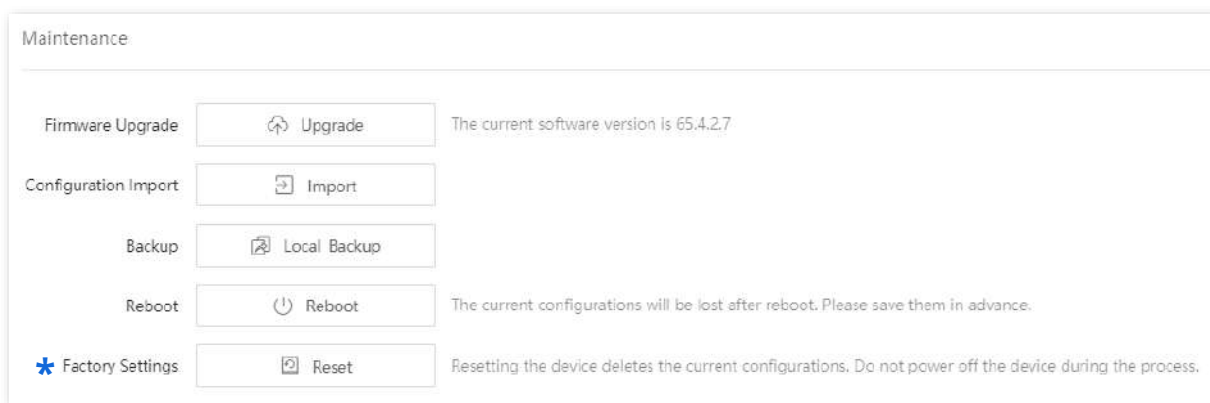 Maintenance
Firmware Upgrade Upgrade The current software version is 65.4.2.7
Configuration Import Import
Backup Local Backup
Reboot Reboot The current configurations will be lost after reboot. Please save them in advance.
* Factory Settings Reset Resetting the device deletes the current configurations. Do not power off the device during the process.